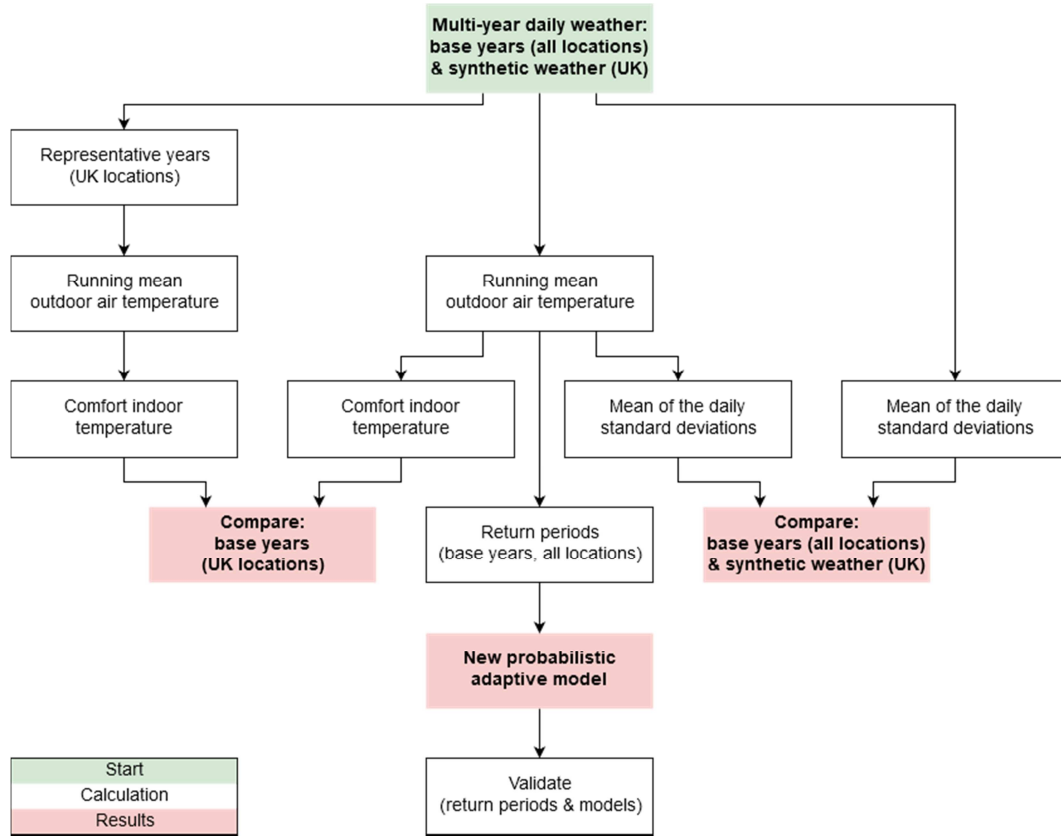 Multi-year daily weather:
base years (all locations)
& synthetic weather (UK)
Representative years
(UK locations)
Running mean
outdoor air temperature
Running mean
outdoor air temperature
Comfort indoor
temperature
Comfort indoor
temperature
Mean of the daily
standard deviations
Mean of the daily
standard deviations
Compare:
base years
(UK locations)
Return periods
(base years, all locations)
Compare:
base years (all locations)
& synthetic weather (UK)
New probabilistic
adaptive model
Validate
(return periods & models)
Start
Calculation
Results